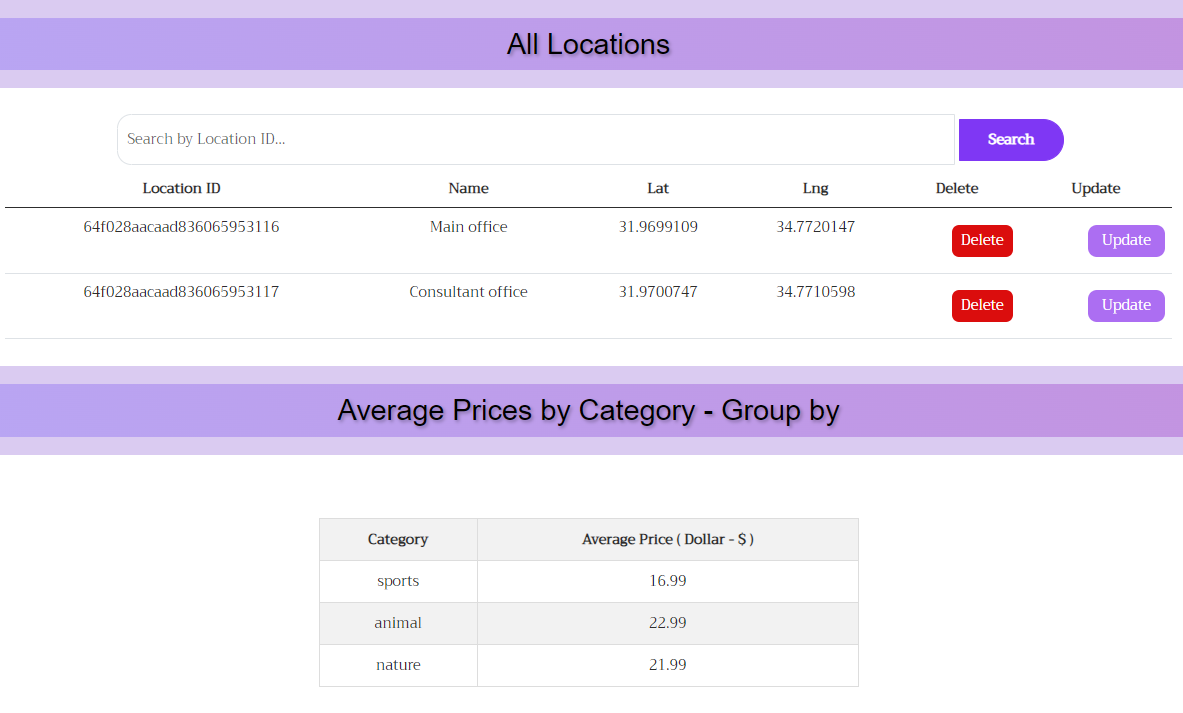 All Locations
Search by Location ID...
Search
Location ID Name Lat Lng Delete Update
64f028aacaad836065953116 Main office 31.9699109 34.7720147 Delete Update
64f028aacaad836065953117 Consultant office 31.9700747 34.7710598 Delete Update
Average Prices by Category - Group by
Category Average Price ( Dollar - $ )
sports 16.99
animal 22.99
nature 21.99